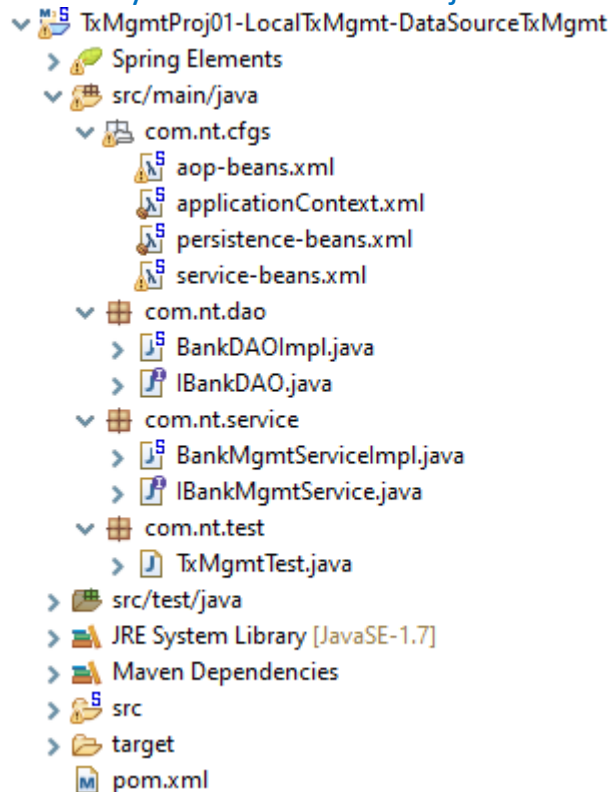 TxMgmtProj01-LocalTxMgmt-DataSourceTxMgmt
Spring Elements
src/main/java
com.nt.cfgs
aop-beans.xml
applicationContext.xml
persistence-beans.xml
service-beans.xml
com.nt.dao
BankDAOImpl.java
IBankDAO.java
com.nt.service
BankMgmtServiceImpl.java
IBankMgmtService.java
com.nt.test
TxMgmtTest.java
src/test/java
JRE System Library [JavaSE-1.7]
Maven Dependencies
src
target
pom.xml